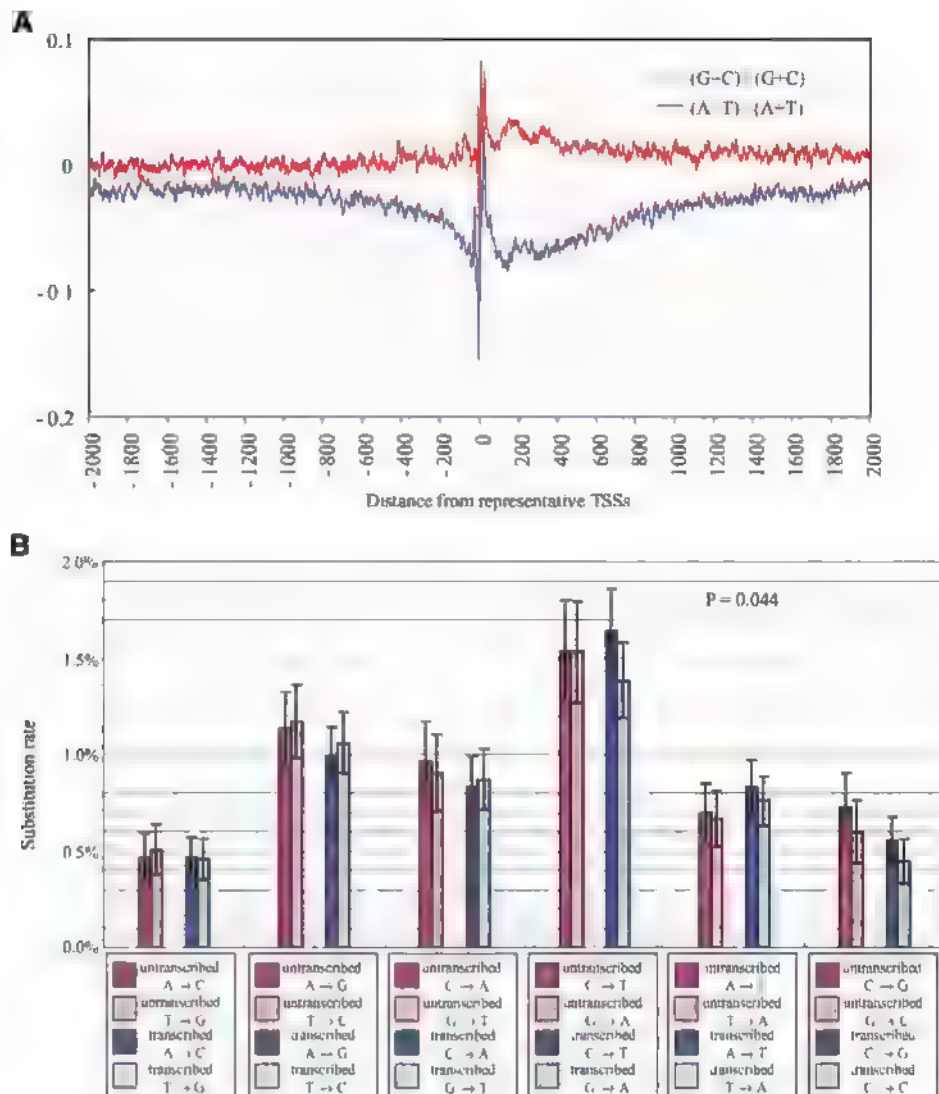 A
0.1
0
-0.1
-0.2
(G-C) (G+C)
(A T) (A+T)
-2000 -1800 -1600 -1400 -1200 -1000 -800 -600 -400 -200 0 200 400 600 800 1000 1200 1400 1600 1800 2000
Distance from representative TSSs
B
2.0%
1.5%
1.0%
0.5%
0.0%
Substitution rate
P = 0.044
untranscribed untranscribed untranscribed untranscribed untranscribed untranscribed
A → C A → G C → A C → T A → C → G
untranscribed untranscribed untranscribed untranscribed untranscribed untranscribed
T → G T → C G → T G → A T → A G → C
transcribed transcribed transcribed transcribed transcribed transcribed
A → C A → G C → A C → T A → T C → G
transcribed transcribed transcribed transcribed transcribed transcribed
T → G T → C G → T G → A T → A → C